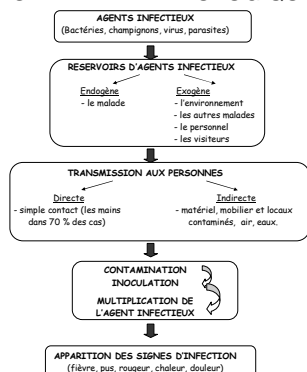 AGENTS INFECTIEUX
(Bactéries, champignons, virus, parasites)
RESERVOIRS D'AGENTS INFECTIEUX
Endogène
- le malade
Exogène
- l'environnement
- les autres malades
- le personnel
- les visiteurs
TRANSMISSION AUX PERSONNES
Directe
- simple contact (les mains
dans 70 % des cas)
Indirecte
- matériel, mobilier et locaux
contaminés, air, eaux.
CONTAMINATION
INOCULATION
MULTIPLICATION DE
L'AGENT INFECTIEUX
APPARITION DES SIGNES D'INFECTION
(fièvre, pus, rougeur, chaleur, douleur)